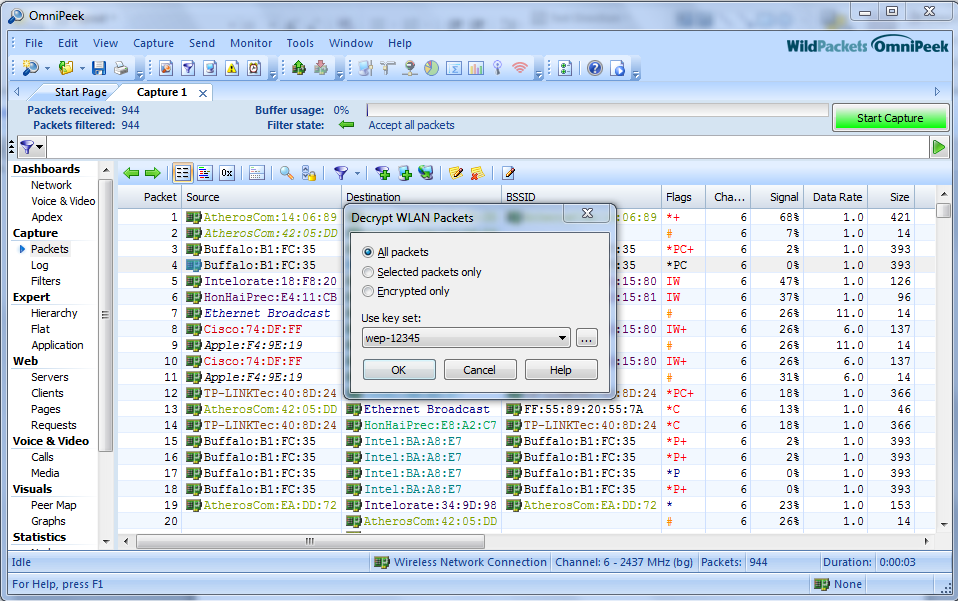 OmniPeek
File Edit View Capture Send Monitor Tools Window Help
WildPackets OmniPeek
Start Page Capture 1
Packets received: 944 Buffer usage: 0%
Packets filtered: 944 Filter state: Accept all packets
Start Capture
Dashboards
Network
Voice & Video
Apdex
Capture
Packets
Log
Filters
Expert
Hierarchy
Flat
Application
Web
Servers
Clients
Pages
Requests
Voice & Video
Calls
Media
Visuals
Peer Map
Graphs
Statistics
0x
Packet Source Destination BSSID Flags Cha... Signal Data Rate Size
1 AtherosCom:14:06:89 :06:89 *+ 6 68% 1.0 421
2 AtherosCom:42:05:DD # 6 7% 1.0 14
3 Buffalo:B1:FC:35 :35 *PC+ 6 2% 1.0 393
4 Buffalo:B1:FC:35 :35 *PC 6 0% 1.0 393
5 Intelorate:18:F8:20 :15:80 IW 6 47% 1.0 126
6 HonHaiPrec:E4:11:CB :15:81 IW 6 37% 1.0 96
7 Ethernet Broadcast # 6 26% 11.0 14
8 Cisco:74:DF:FF :15:80 IW+ 6 26% 6.0 137
9 Apple:F4:9E:19 # 6 26% 11.0 14
10 Cisco:74:DF:FF :15:80 IW+ 6 26% 6.0 137
11 Apple:F4:9E:19 # 6 31% 6.0 14
12 TP-LINKTec:40:8D:24 :8D:24 *PC+ 6 18% 1.0 366
13 AtherosCom:42:05:DD Ethernet Broadcast FF:55:89:20:55:7A *C 6 13% 1.0 46
14 TP-LINKTec:40:8D:24 HonHaiPrec:E8:A2:C7 TP-LINKTec:40:8D:24 *C 6 18% 1.0 366
15 Buffalo:B1:FC:35 Intel:BA:A8:E7 Buffalo:B1:FC:35 *P+ 6 2% 1.0 393
16 Buffalo:B1:FC:35 Intel:BA:A8:E7 Buffalo:B1:FC:35 *P+ 6 2% 1.0 393
17 Buffalo:B1:FC:35 Intel:BA:A8:E7 Buffalo:B1:FC:35 *P 6 0% 1.0 393
18 Buffalo:B1:FC:35 Intel:BA:A8:E7 Buffalo:B1:FC:35 *P+ 6 0% 1.0 393
19 AtherosCom:EA:DD:72 Intelorate:34:9D:98 AtherosCom:EA:DD:72 * 6 23% 1.0 153
20 AtherosCom:42:05:DD # 6 26% 1.0 14
Decrypt WLAN Packets
All packets
Selected packets only
Encrypted only
Use key set:
wep-12345
...
OK Cancel Help
Idle Wireless Network Connection Channel: 6 - 2437 MHz (bg) Packets: 944 Duration: 0:00:03
For Help, press F1 None